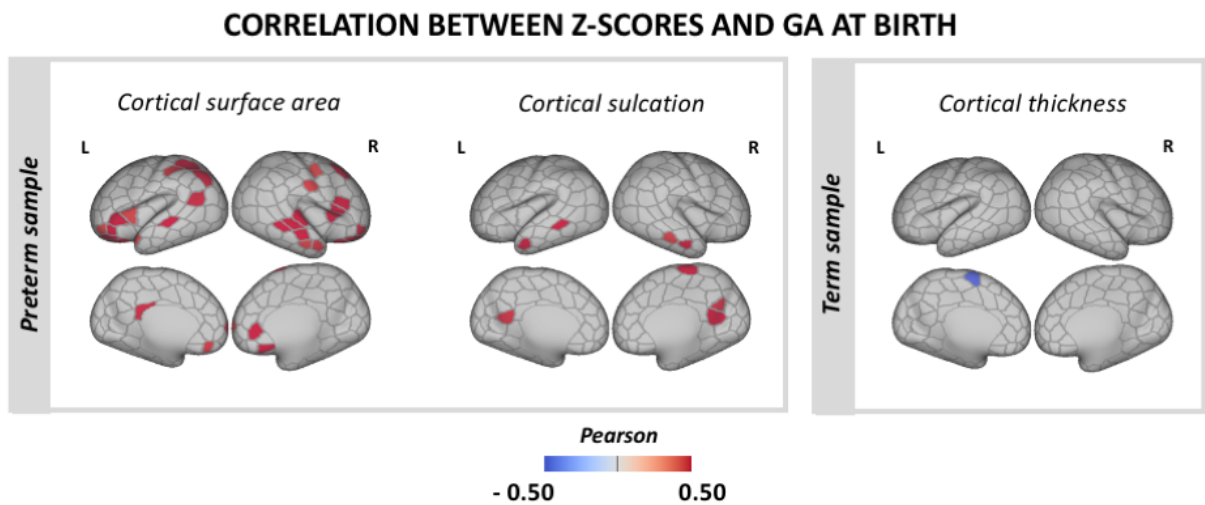 CORRELATION BETWEEN Z-SCORES AND GA AT BIRTH
Preterm sample
Cortical surface area
L
R
Cortical sulcation
L
R
Term sample
Cortical thickness
L
R
Pearson
- 0.50
0.50